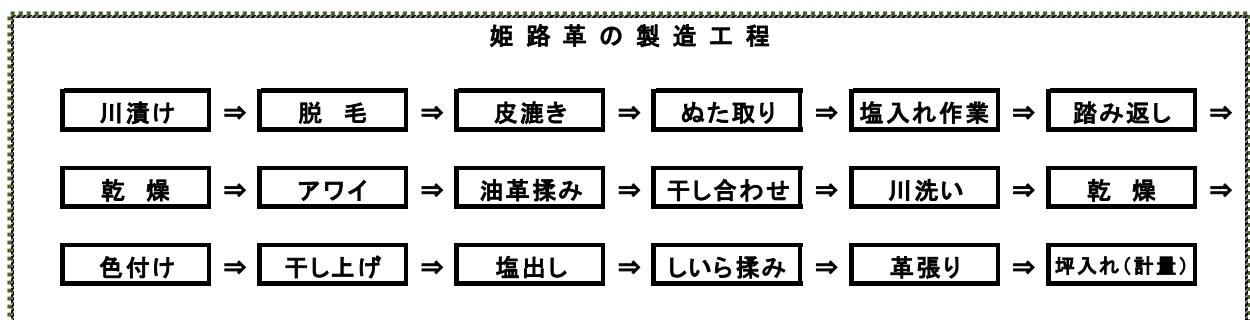 姫路革の製造工程
川漬け ⇒ 脱毛 ⇒ 皮漉き ⇒ ぬた取り ⇒ 塩入れ作業 ⇒ 踏み返し ⇒
乾燥 ⇒ アワイ ⇒ 油革揉み ⇒ 干し合わせ ⇒ 川洗い ⇒ 乾燥 ⇒
色付け ⇒ 干し上げ ⇒ 塩出し ⇒ しいら揉み ⇒ 革張り ⇒ 坪入れ(計量)